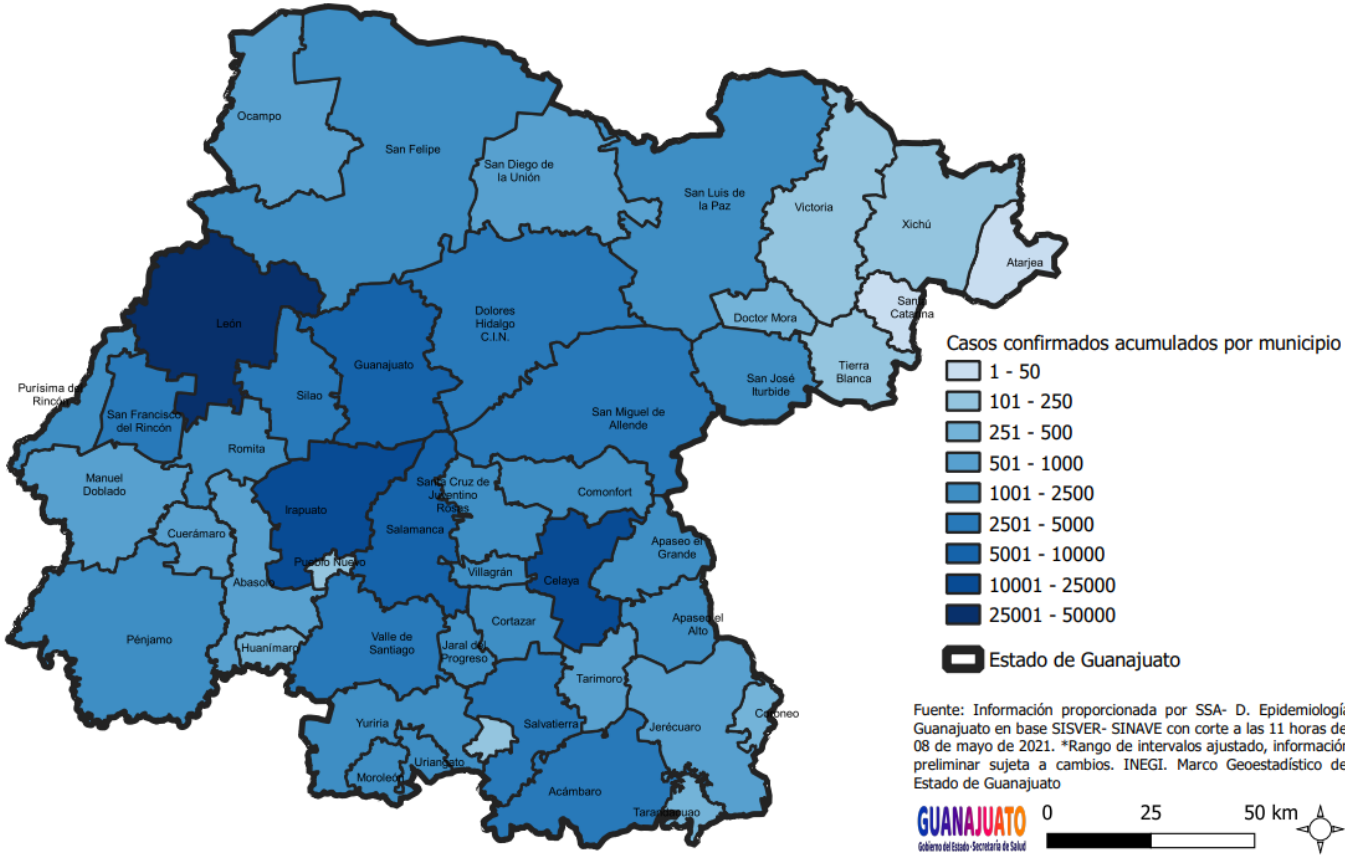 Ocampo
San Felipe
San Diego de
la Unión
San Luis de
la Paz
Victoria
Xichú
Atarjea
Santa
Catarina
León
Dolores
Hidalgo
C.I.N.
Doctor Mora
Guanajuato
Tierra
Blanca
Purísima del
Rincón
San Francisco
del Rincón
Silao
San José
Iturbide
San Miguel de
Allende
Romita
Manuel
Doblado
Santa Cruz de
Juventino
Rosas
Comonfort
Irapuato
Salamanca
Cuerámaro
Apaseo el
Grande
Pueblo Nuevo
Villagrán
Celaya
Abasolo
Cortazar
Apaseo el
Alto
Pénjamo
Huanímaro
Valle de
Santiago
Jaral del
Progreso
Tarimoro
Yuriria
Salvatierra
Jerécuaro
Coroneo
Uriangato
Moroleón
Acámbaro
Tarandacuao
Casos confirmados acumulados por municipio
1 - 50
101 - 250
251 - 500
501 - 1000
1001 - 2500
2501 - 5000
5001 - 10000
10001 - 25000
25001 - 50000
Estado de Guanajuato
Fuente: Información proporcionada por SSA- D. Epidemiología
Guanajuato en base SISVER- SINAVE con corte a las 11 horas de
08 de mayo de 2021. *Rango de intervalos ajustado, información
preliminar sujeta a cambios. INEGI. Marco Geoestadístico de
Estado de Guanajuato
GUANAJUATO
Gobierno del Estado - Secretaría de Salud
0 25 50 km